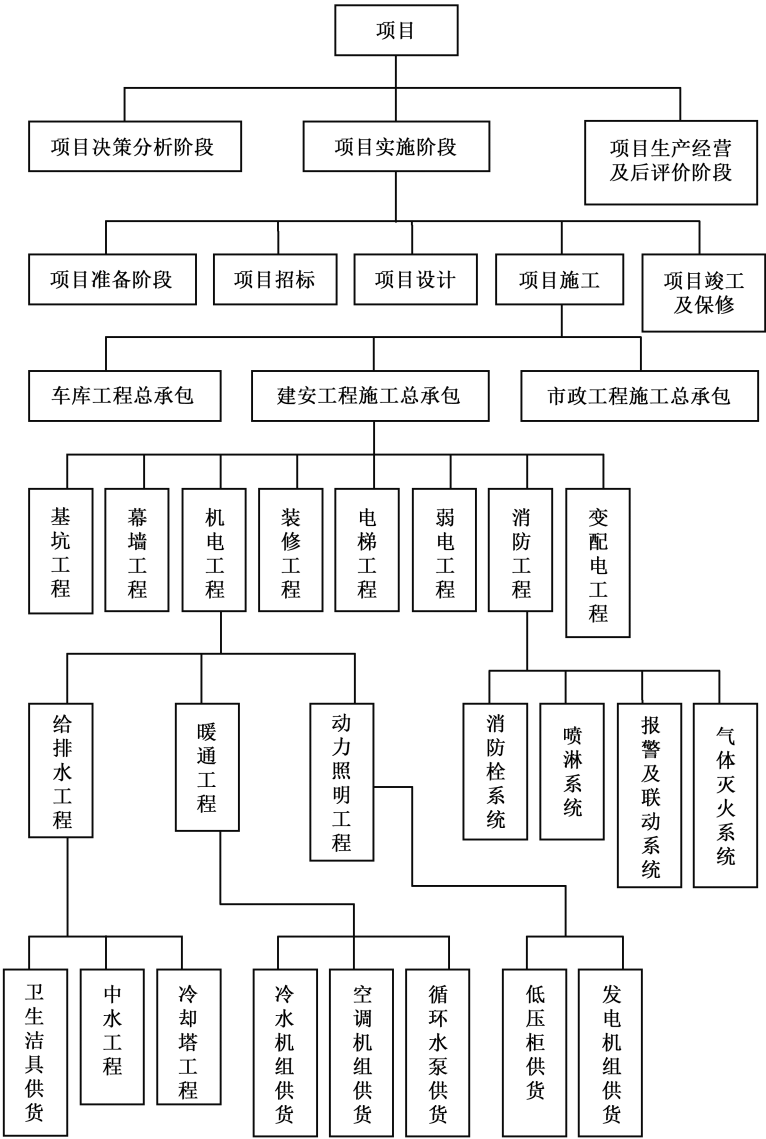 项目
项目决策分析阶段
项目实施阶段
项目生产经营
及后评价阶段
项目准备阶段
项目招标
项目设计
项目施工
项目竣工
及保修
车库工程总承包
建安工程施工总承包
市政工程施工总承包
基坑工程
幕墙工程
机电工程
装修工程
电梯工程
弱电工程
消防工程
变配电工程
给排水工程
暖通工程
动力照明工程
消防栓系统
喷淋系统
报警及联动系统
气体灭火系统
卫生洁具供货
中水工程
冷却塔工程
冷水机组供货
空调机组供货
循环水泵供货
低压柜供货
发电机组供货